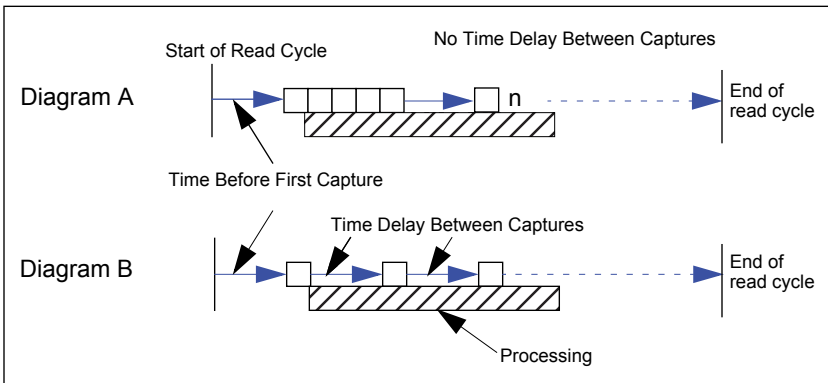 Start of Read Cycle
No Time Delay Between Captures
Diagram A
n
End of
read cycle
Time Before First Capture
Time Delay Between Captures
Diagram B
End of
read cycle
Processing